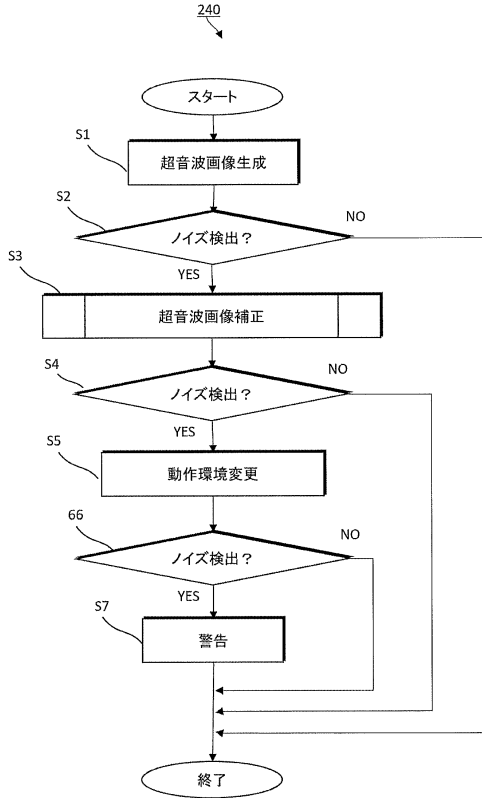 240
スタート
S1
超音波画像生成
S2
ノイズ検出？
NO
YES
S3
超音波画像補正
S4
ノイズ検出？
NO
YES
S5
動作環境変更
66
ノイズ検出？
NO
YES
S7
警告
終了